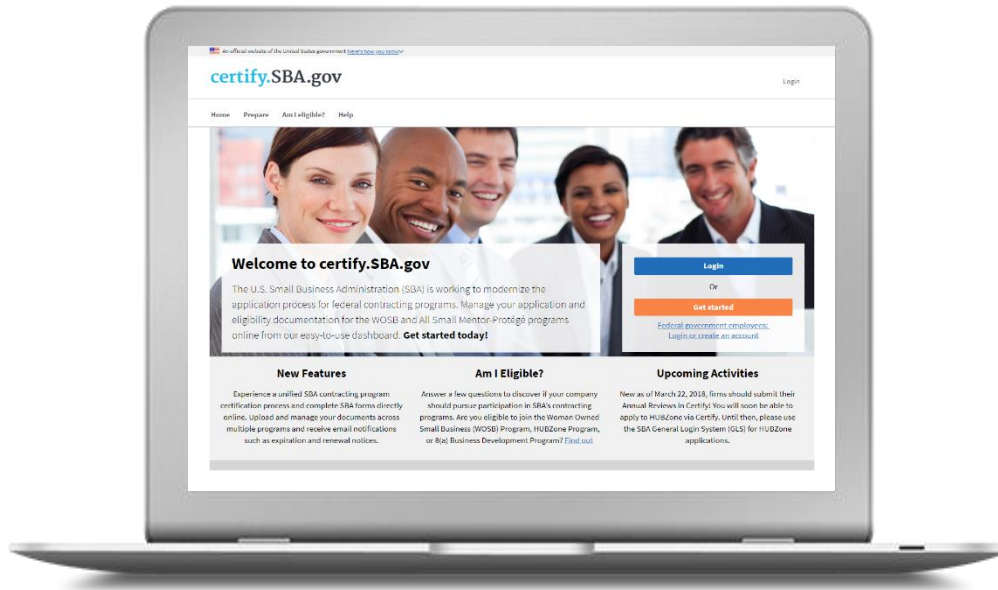 An official website of the United States government Here's how you know
certify.SBA.gov
Login
Home Prepare Am I eligible? Help
Welcome to certify.SBA.gov
The U.S. Small Business Administration (SBA) is working to modernize the
application process for federal contracting programs. Manage your application and
eligibility documentation for the WOSB and All Small Mentor-Protégé programs
online from our easy-to-use dashboard. Get started today!
Login
Or
Get started
Federal government employees:
Login or create an account
New Features
Experience a unified SBA contracting program
certification process and complete SBA forms directly
online. Upload and manage your documents across
multiple programs and receive email notifications
such as expiration and renewal notices.
Am I Eligible?
Answer a few questions to discover if your company
should pursue participation in SBA's contracting
programs. Are you eligible to join the Woman Owned
Small Business (WOSB) Program, HUBZone Program,
or 8(a) Business Development Program? Find out
Upcoming Activities
New as of March 22, 2018, firms should submit their
Annual Reviews in Certify! You will soon be able to
apply to HUBZone via Certify. Until then, please use
the SBA General Login System (GLS) for HUBZone
applications.